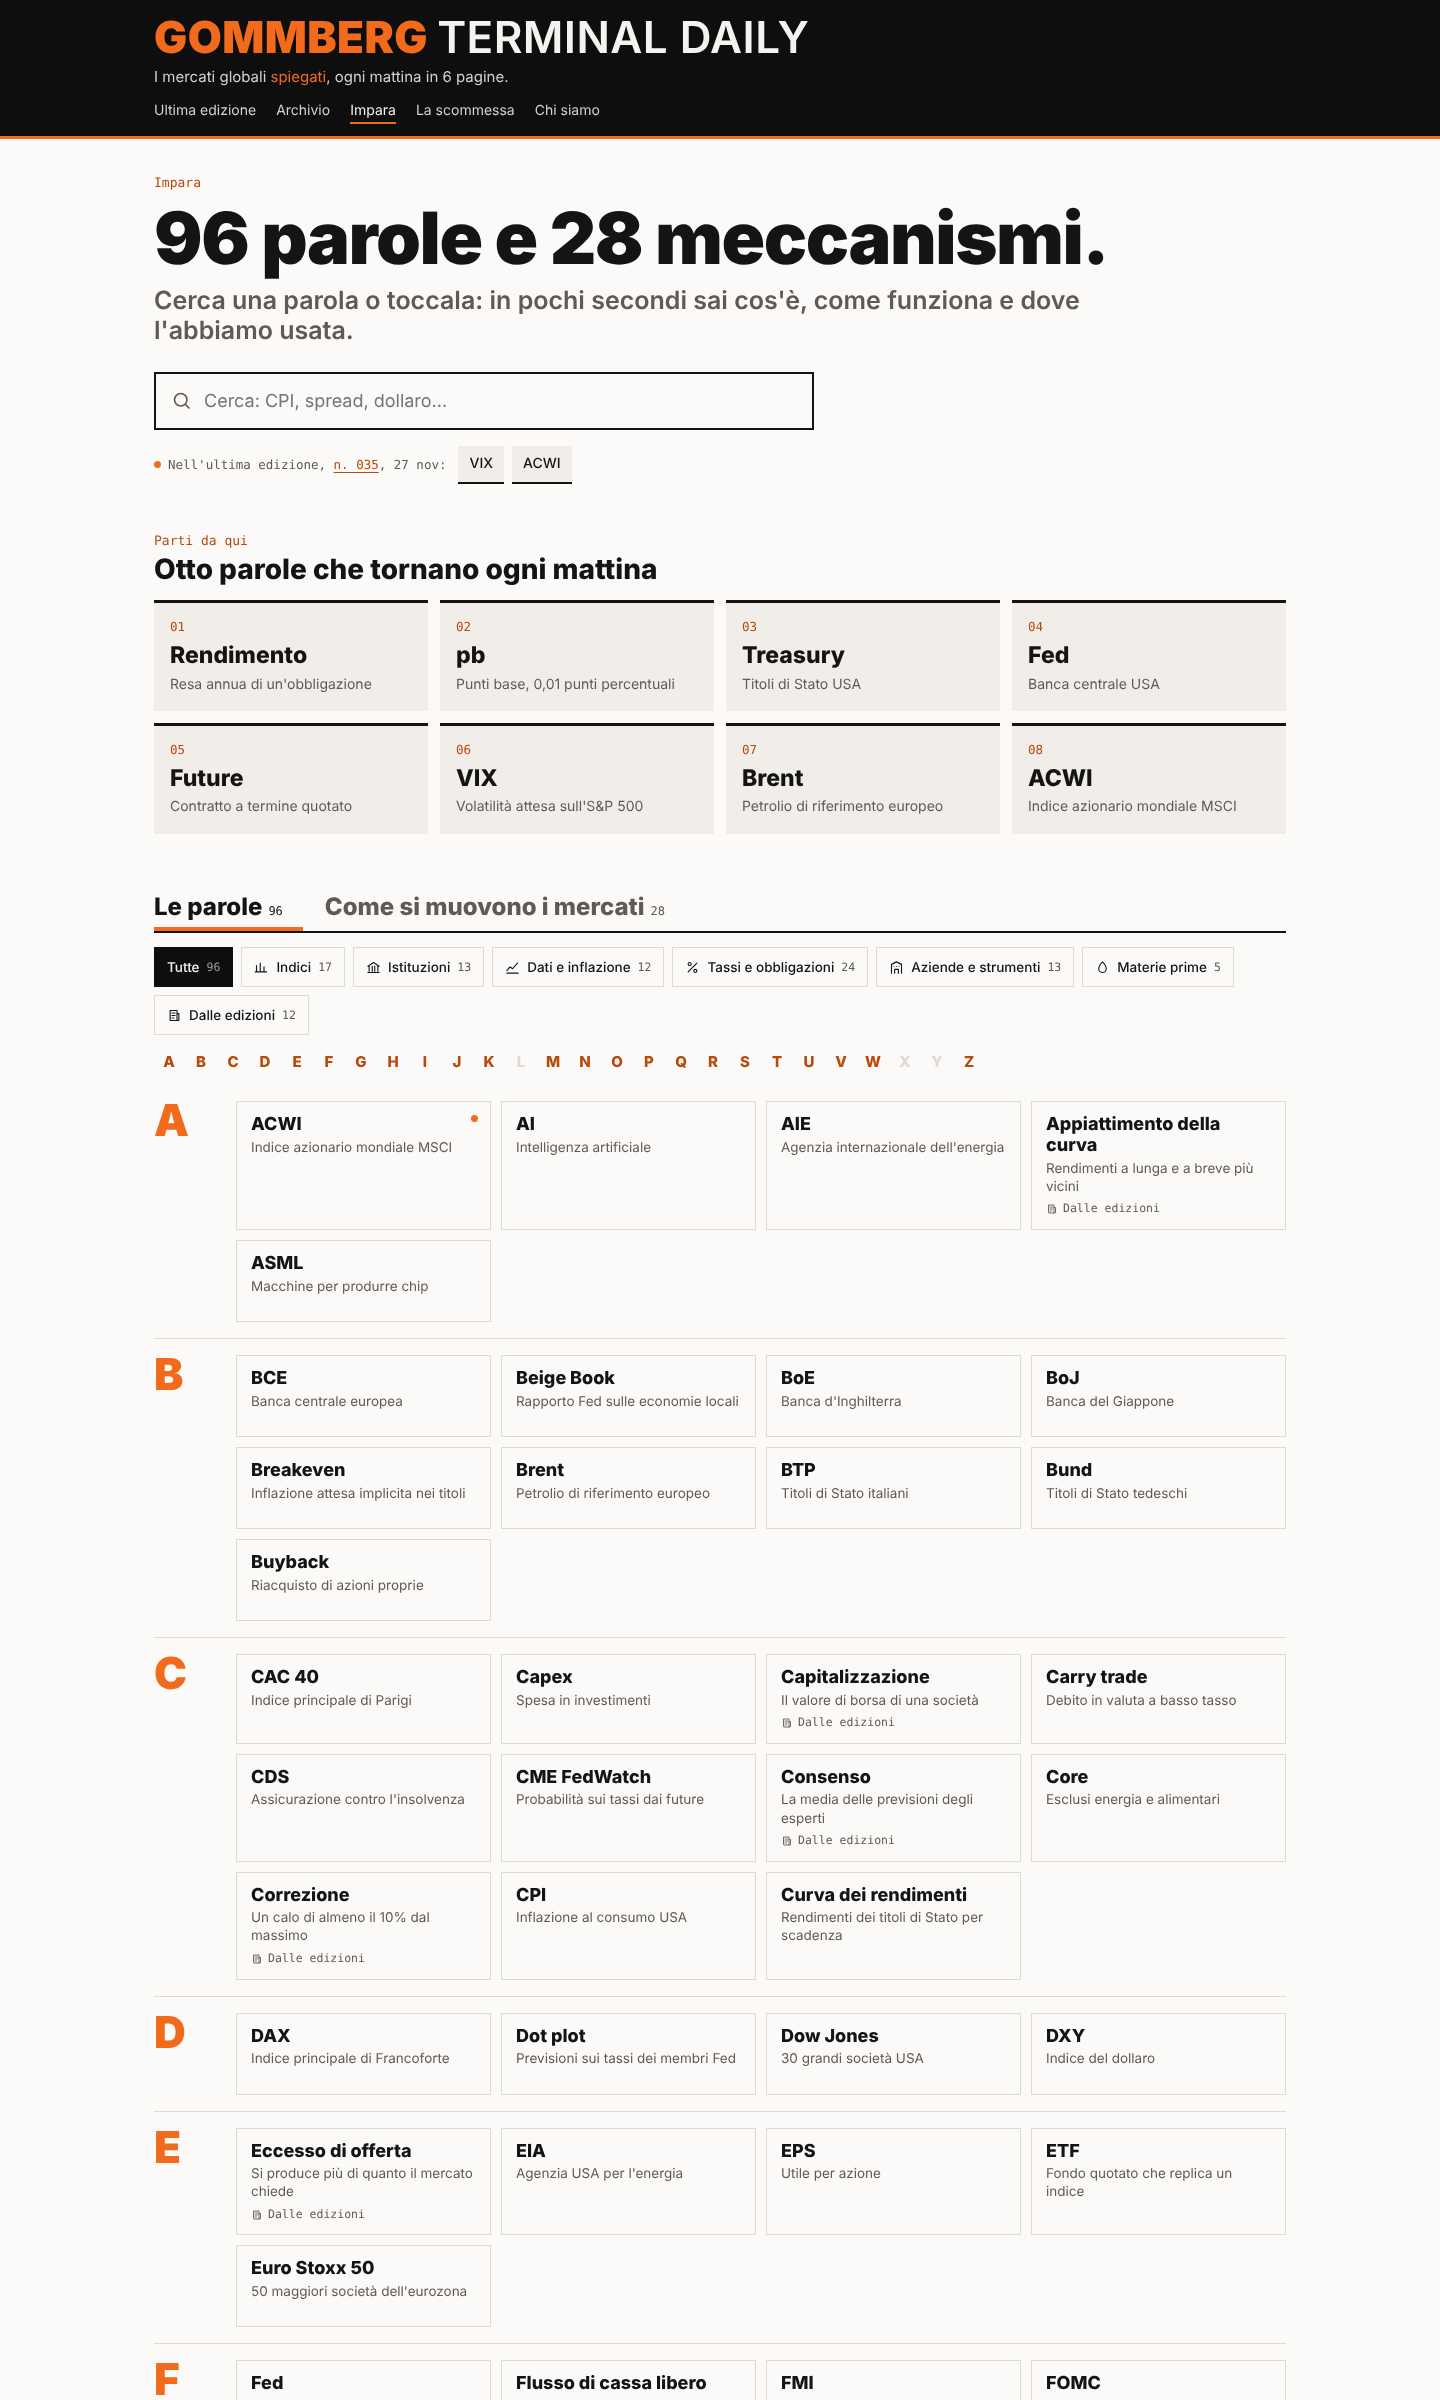 GOMMBERG TERMINAL DAILY
I mercati globali spiegati, ogni mattina in 6 pagine.
Ultima edizione Archivio Impara La scommessa Chi siamo
Impara
96 parole e 28 meccanismi.
Cerca una parola o toccala: in pochi secondi sai cos'è, come funziona e dove
l'abbiamo usata.
Cerca: CPI, spread, dollaro...
Nell'ultima edizione, n. 035, 27 nov: VIX ACWI
Parti da qui
Otto parole che tornano ogni mattina
01
Rendimento
Resa annua di un'obbligazione
02
pb
Punti base, 0,01 punti percentuali
03
Treasury
Titoli di Stato USA
04
Fed
Banca centrale USA
05
Future
Contratto a termine quotato
06
VIX
Volatilità attesa sull'S&P 500
07
Brent
Petrolio di riferimento europeo
08
ACWI
Indice azionario mondiale MSCI
Le parole 96 Come si muovono i mercati 28
Tutte 96 Indici 17 Istituzioni 13 Dati e inflazione 12 Tassi e obbligazioni 24 Aziende e strumenti 13 Materie prime 5
Dalle edizioni 12
A B C D E F G H I J K L M N O P Q R S T U V W X Y Z
A
ACWI
Indice azionario mondiale MSCI
AI
Intelligenza artificiale
AIE
Agenzia internazionale dell'energia
Appiattimento della
curva
Rendimenti a lunga e a breve più
vicini
Dalle edizioni
ASML
Macchine per produrre chip
B
BCE
Banca centrale europea
Beige Book
Rapporto Fed sulle economie locali
BoE
Banca d'Inghilterra
BoJ
Banca del Giappone
Breakeven
Inflazione attesa implicita nei titoli
Brent
Petrolio di riferimento europeo
BTP
Titoli di Stato italiani
Bund
Titoli di Stato tedeschi
Buyback
Riacquisto di azioni proprie
C
CAC 40
Indice principale di Parigi
Capex
Spesa in investimenti
Capitalizzazione
Il valore di borsa di una società
Dalle edizioni
Carry trade
Debito in valuta a basso tasso
CDS
Assicurazione contro l'insolvenza
CME FedWatch
Probabilità sui tassi dai future
Consenso
La media delle previsioni degli
esperti
Dalle edizioni
Core
Esclusi energia e alimentari
Correzione
Un calo di almeno il 10% dal
massimo
Dalle edizioni
CPI
Inflazione al consumo USA
Curva dei rendimenti
Rendimenti dei titoli di Stato per
scadenza
D
DAX
Indice principale di Francoforte
Dot plot
Previsioni sui tassi dei membri Fed
Dow Jones
30 grandi società USA
DXY
Indice del dollaro
E
Eccesso di offerta
Si produce più di quanto il mercato
chiede
Dalle edizioni
EIA
Agenzia USA per l'energia
EPS
Utile per azione
ETF
Fondo quotato che replica un
indice
Euro Stoxx 50
50 maggiori società dell'eurozona
F
Fed
Flusso di cassa libero
FMI
FOMC